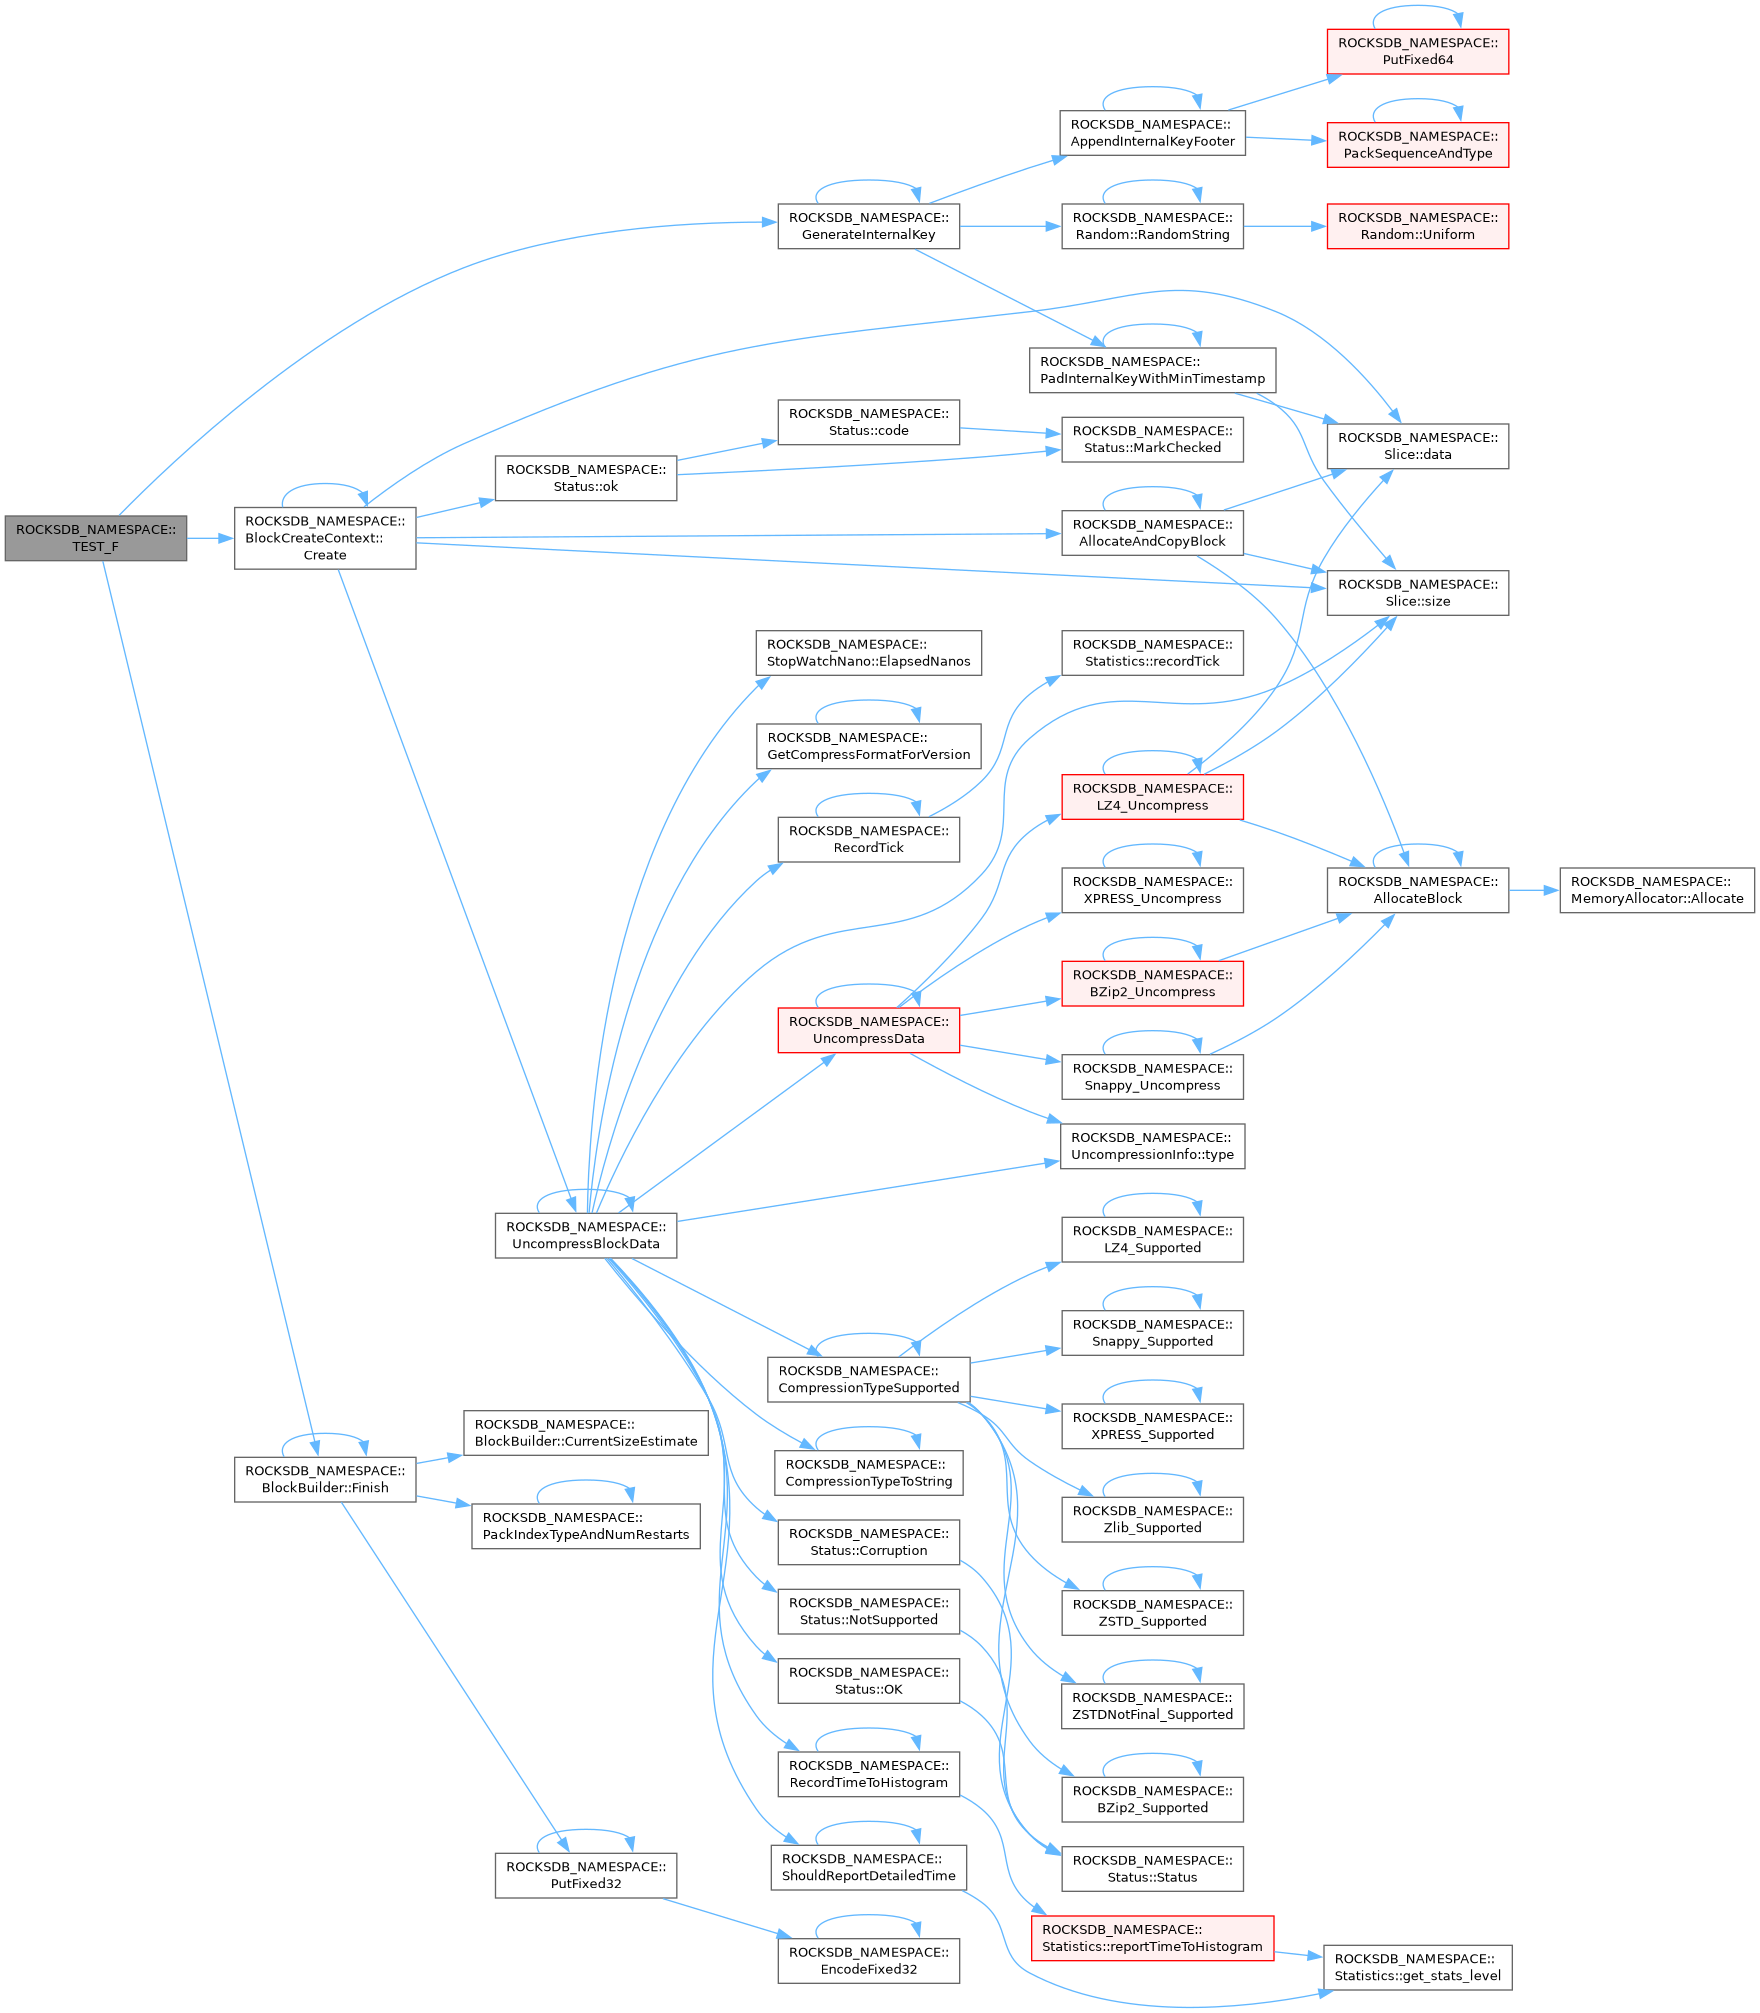 ROCKSDB_NAMESPACE::
PutFixed64
ROCKSDB_NAMESPACE::
AppendInternalKeyFooter
ROCKSDB_NAMESPACE::
PackSequenceAndType
ROCKSDB_NAMESPACE::
GenerateInternalKey
ROCKSDB_NAMESPACE::
Random::RandomString
ROCKSDB_NAMESPACE::
Random::Uniform
ROCKSDB_NAMESPACE::
PadInternalKeyWithMinTimestamp
ROCKSDB_NAMESPACE::
Status::code
ROCKSDB_NAMESPACE::
Status::MarkChecked
ROCKSDB_NAMESPACE::
Slice::data
ROCKSDB_NAMESPACE::
Status::ok
ROCKSDB_NAMESPACE::
TEST_F
ROCKSDB_NAMESPACE::
BlockCreateContext::
Create
ROCKSDB_NAMESPACE::
AllocateAndCopyBlock
ROCKSDB_NAMESPACE::
Slice::size
ROCKSDB_NAMESPACE::
StopWatchNano::ElapsedNanos
ROCKSDB_NAMESPACE::
Statistics::recordTick
ROCKSDB_NAMESPACE::
GetCompressFormatForVersion
ROCKSDB_NAMESPACE::
LZ4_Uncompress
ROCKSDB_NAMESPACE::
RecordTick
ROCKSDB_NAMESPACE::
XPRESS_Uncompress
ROCKSDB_NAMESPACE::
AllocateBlock
ROCKSDB_NAMESPACE::
MemoryAllocator::Allocate
ROCKSDB_NAMESPACE::
BZip2_Uncompress
ROCKSDB_NAMESPACE::
UncompressData
ROCKSDB_NAMESPACE::
Snappy_Uncompress
ROCKSDB_NAMESPACE::
UncompressionInfo::type
ROCKSDB_NAMESPACE::
UncompressBlockData
ROCKSDB_NAMESPACE::
LZ4_Supported
ROCKSDB_NAMESPACE::
Snappy_Supported
ROCKSDB_NAMESPACE::
CompressionTypeSupported
ROCKSDB_NAMESPACE::
XPRESS_Supported
ROCKSDB_NAMESPACE::
BlockBuilder::CurrentSizeEstimate
ROCKSDB_NAMESPACE::
CompressionTypeToString
ROCKSDB_NAMESPACE::
BlockBuilder::Finish
ROCKSDB_NAMESPACE::
Zlib_Supported
ROCKSDB_NAMESPACE::
PackIndexTypeAndNumRestarts
ROCKSDB_NAMESPACE::
Status::Corruption
ROCKSDB_NAMESPACE::
Status::NotSupported
ROCKSDB_NAMESPACE::
ZSTD_Supported
ROCKSDB_NAMESPACE::
Status::OK
ROCKSDB_NAMESPACE::
ZSTDNotFinal_Supported
ROCKSDB_NAMESPACE::
RecordTimeToHistogram
ROCKSDB_NAMESPACE::
BZip2_Supported
ROCKSDB_NAMESPACE::
ShouldReportDetailedTime
ROCKSDB_NAMESPACE::
Status::Status
ROCKSDB_NAMESPACE::
PutFixed32
ROCKSDB_NAMESPACE::
Statistics::reportTimeToHistogram
ROCKSDB_NAMESPACE::
EncodeFixed32
ROCKSDB_NAMESPACE::
Statistics::get_stats_level